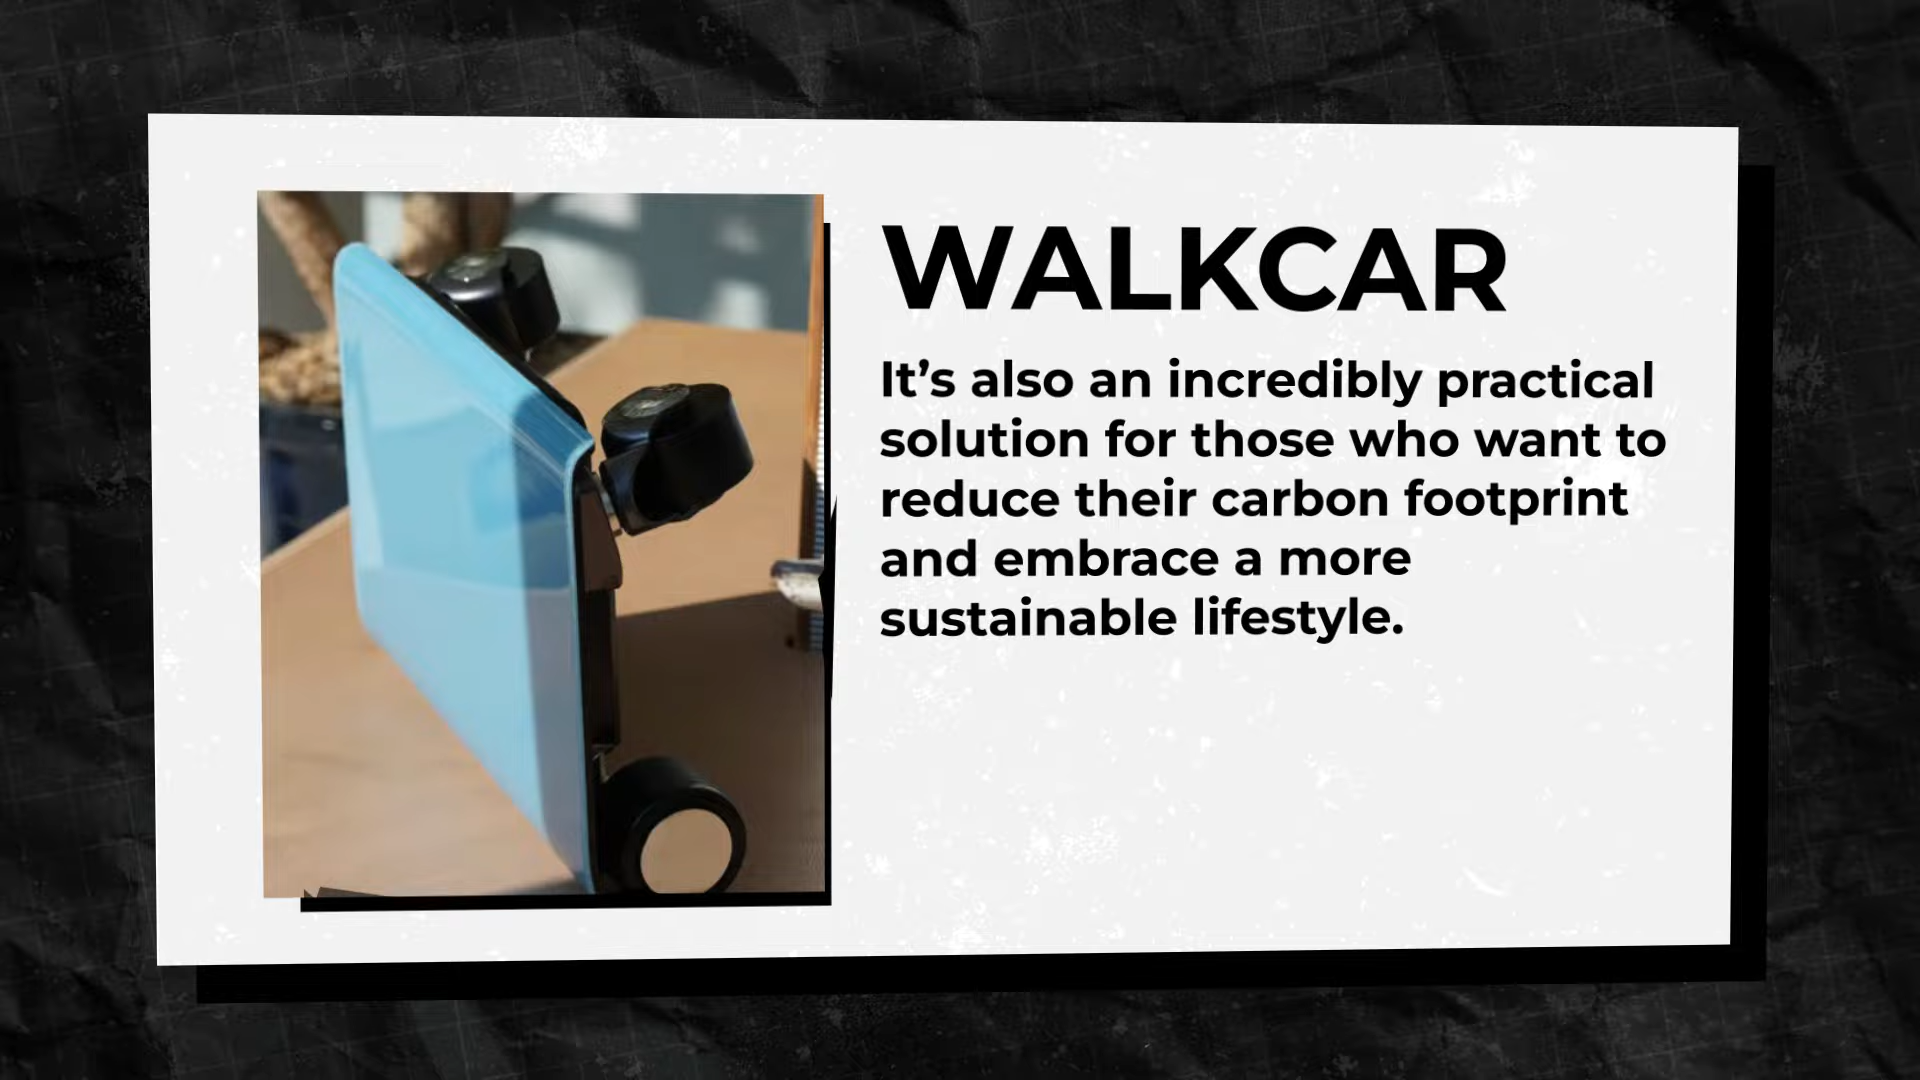 WALKCAR
It’s also an incredibly practical
solution for those who want to
reduce their carbon footprint
and embrace a more
sustainable lifestyle.